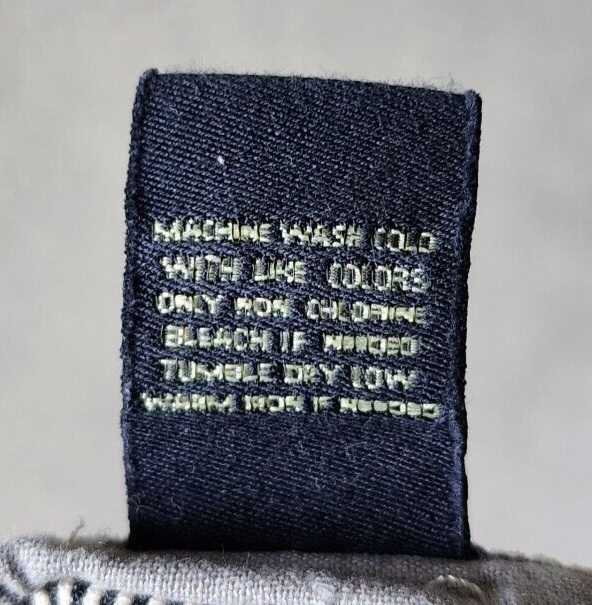 MACHINE WASH COLD
WITH LIKE COLORS
ONLY NON CHLORINE
BLEACH IF NEEDED
TUMBLE DRY LOW
WARM IRON IF NEEDED